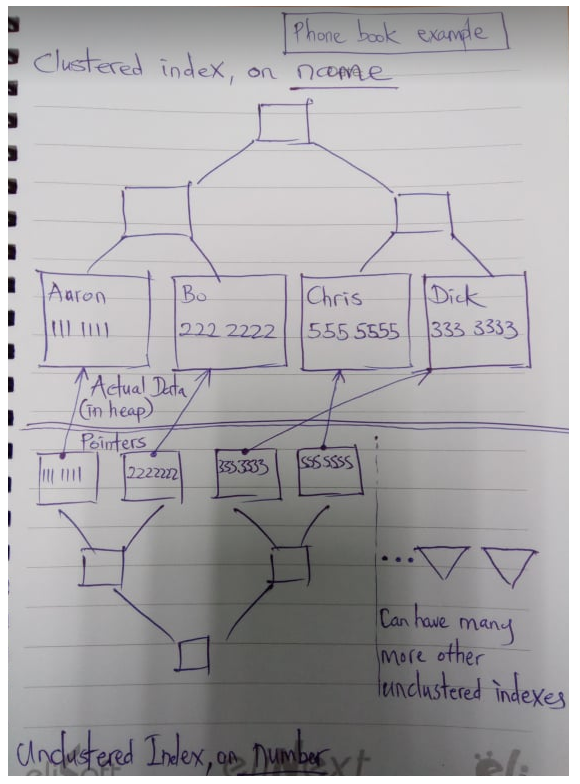 Phone book example
Clustered index, on name
Aaron
111 1111
Bo
222 2222
Chris
555 5555
Dick
333 3333
Actual Data
(in heap)
Pointers
111 1111
2222222
3333333
5555555
Can have many
more other
unclustered indexes
Unclustered Index, on Number